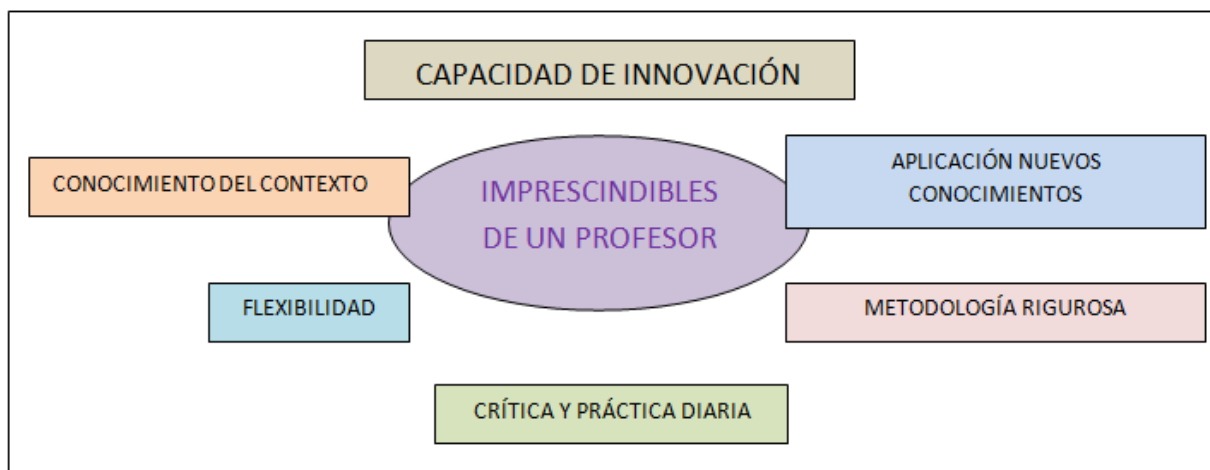 CAPACIDAD DE INNOVACIÓN
CONOCIMIENTO DEL CONTEXTO
IMPRESCINDIBLES
DE UN PROFESOR
APLICACIÓN NUEVOS
CONOCIMIENTOS
FLEXIBILIDAD
METODOLOGÍA RIGUROSA
CRÍTICA Y PRÁCTICA DIARIA